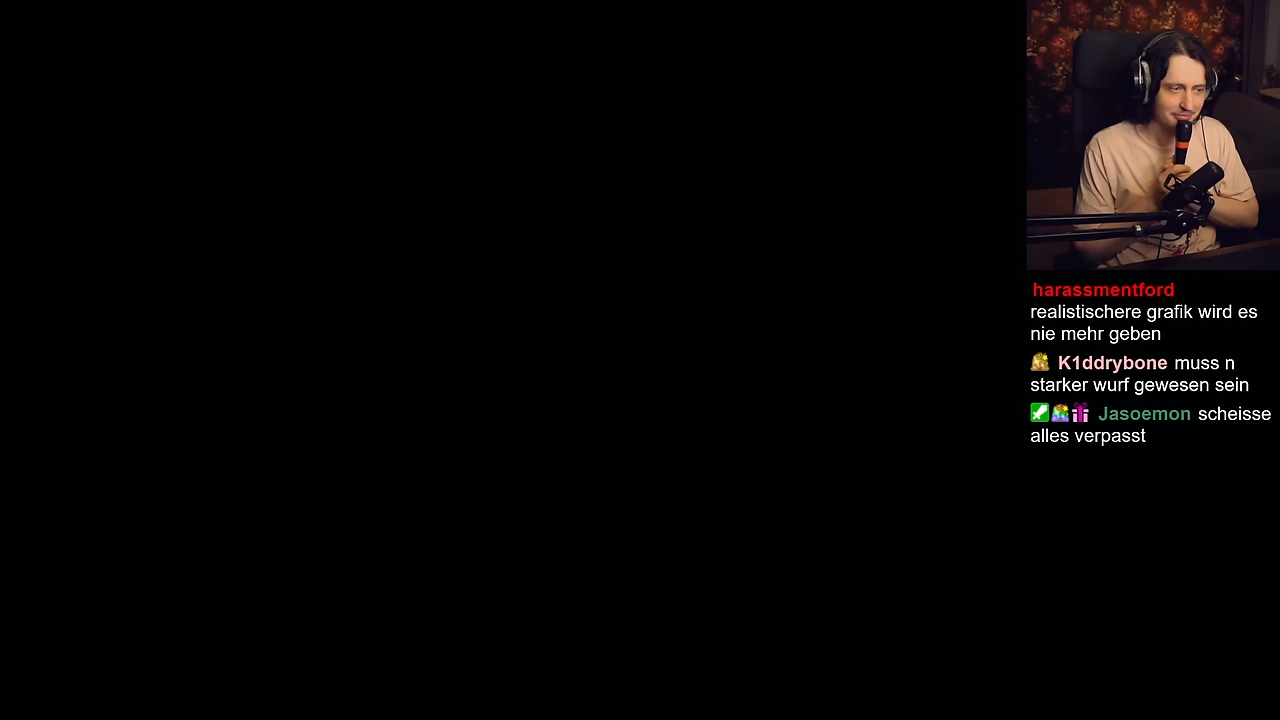 harassmentford
realistischere grafik wird es
nie mehr geben
K1ddrybone muss n
starker wurf gewesen sein
Jasoemon scheisse
alles verpasst